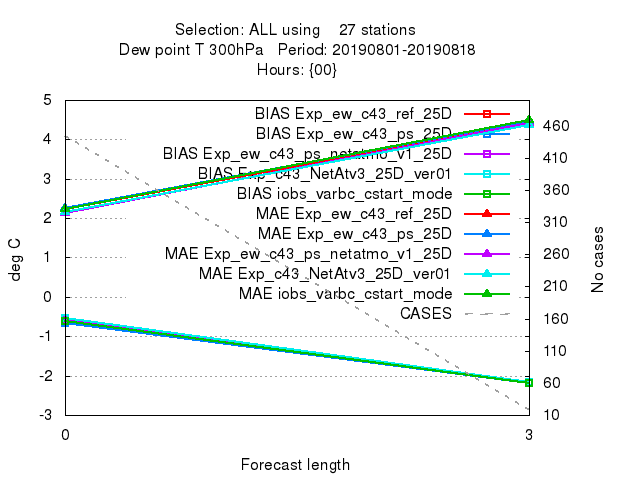 Selection: ALL using    27 stations
Dew point T 300hPa   Period: 20190801-20190818
Hours: {00}
5
4
3
2
1
0
-1
-2
-3
deg C
BIAS Exp_ew_c43_ref_25D
BIAS Exp_ew_c43_ps_25D
BIAS Exp_ew_c43_ps_netatmo_v1_25D
BIAS Exp_c43_NetAtv3_25D_ver01
BIAS iobs_varbc_cstart_mode
MAE Exp_ew_c43_ref_25D
MAE Exp_ew_c43_ps_25D
MAE Exp_ew_c43_ps_netatmo_v1_25D
MAE Exp_c43_NetAtv3_25D_ver01
MAE iobs_varbc_cstart_mode
CASES
460
410
360
310
260
210
160
110
60
10
No cases
0
3
Forecast length